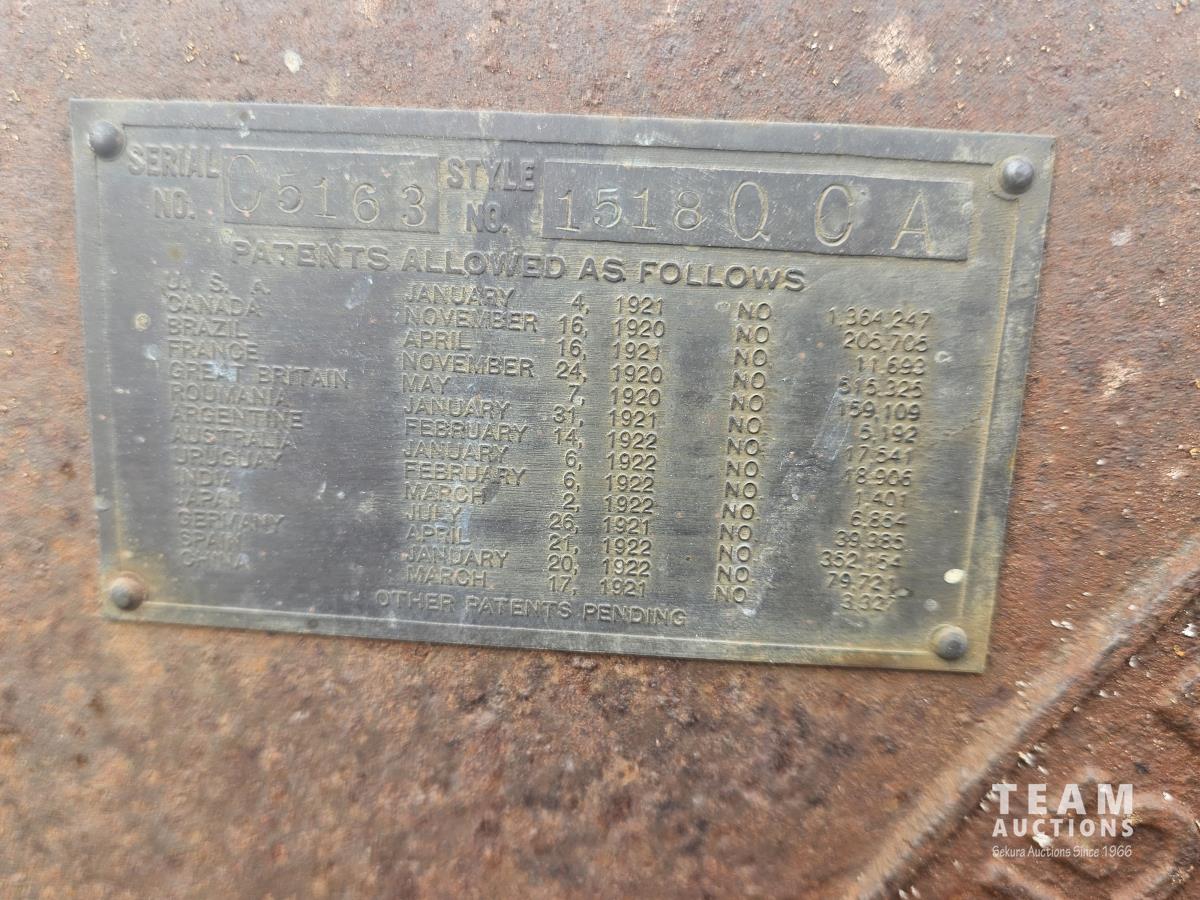 SERIAL NO. C5163 STYLE NO. 1518QCA
PATENTS ALLOWED AS FOLLOWS
U. S. A. JANUARY 4, 1921 NO 1,364,247
CANADA NOVEMBER 16, 1920 NO. 205,705
BRAZIL APRIL 16, 1921 NO. 11,693
FRANCE NOVEMBER 24, 1920 NO. 515,325
GREAT BRITAIN MAY 7, 1920 NO. 159,109
ROUMANIA JANUARY 31, 1921 NO. 5,192
ARGENTINE FEBRUARY 14, 1922 NO. 17,541
AUSTRALIA JANUARY 6, 1922 NO. 18,906
URUGUAY FEBRUARY 6, 1922 NO. 1,401
INDIA MARCH 2, 1922 NO. 6,854
JAPAN JULY 26, 1921 NO. 39,385
GERMANY APRIL 21, 1922 NO. 352,154
SPAIN JANUARY 20, 1922 NO. 79,721
CHINA MARCH 17, 1921 NO. 3,327
OTHER PATENTS PENDING
TEAM
AUCTIONS
Sekura Auctions Since 1966